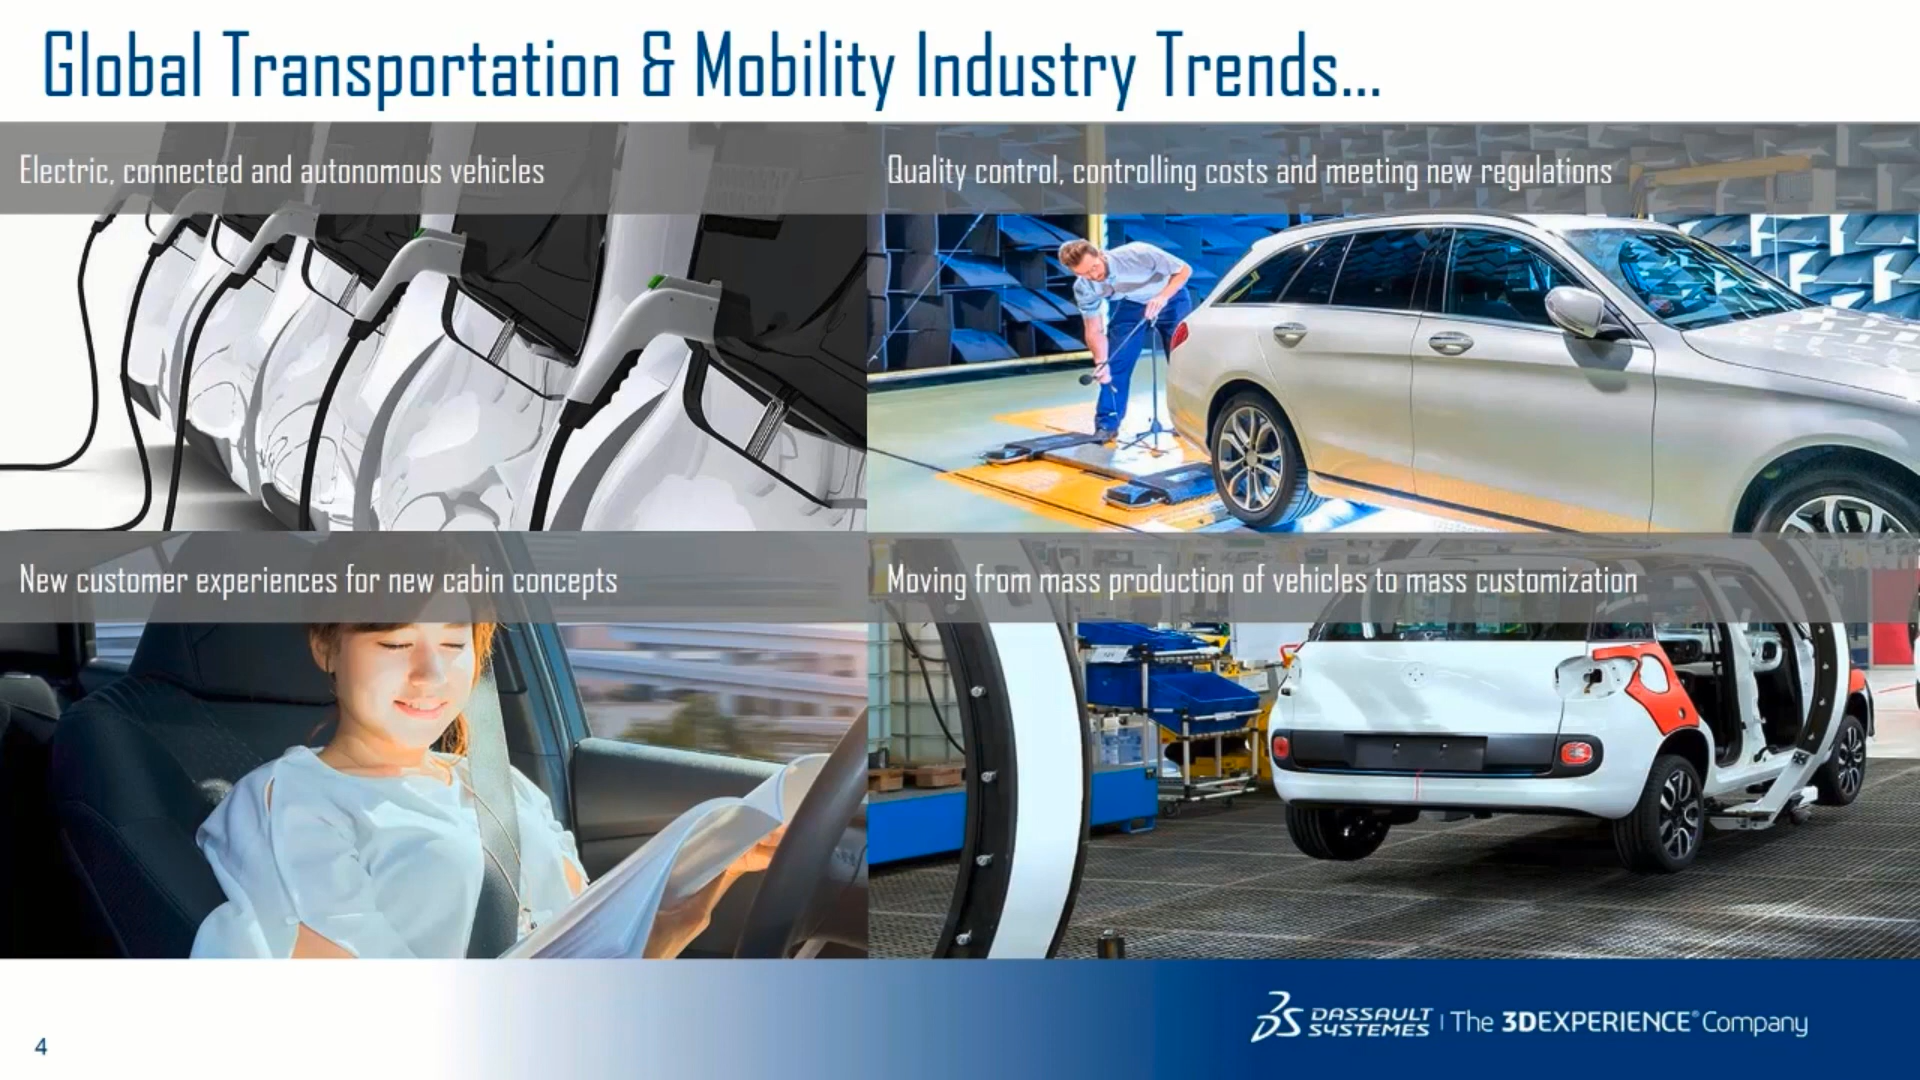 Global Transportation & Mobility Industry Trends...
Electric, connected and autonomous vehicles
Quality control, controlling costs and meeting new regulations
New customer experiences for new cabin concepts
Moving from mass production of vehicles to mass customization
4
3DS DASSAULT SYSTEMES | The 3DEXPERIENCE® Company